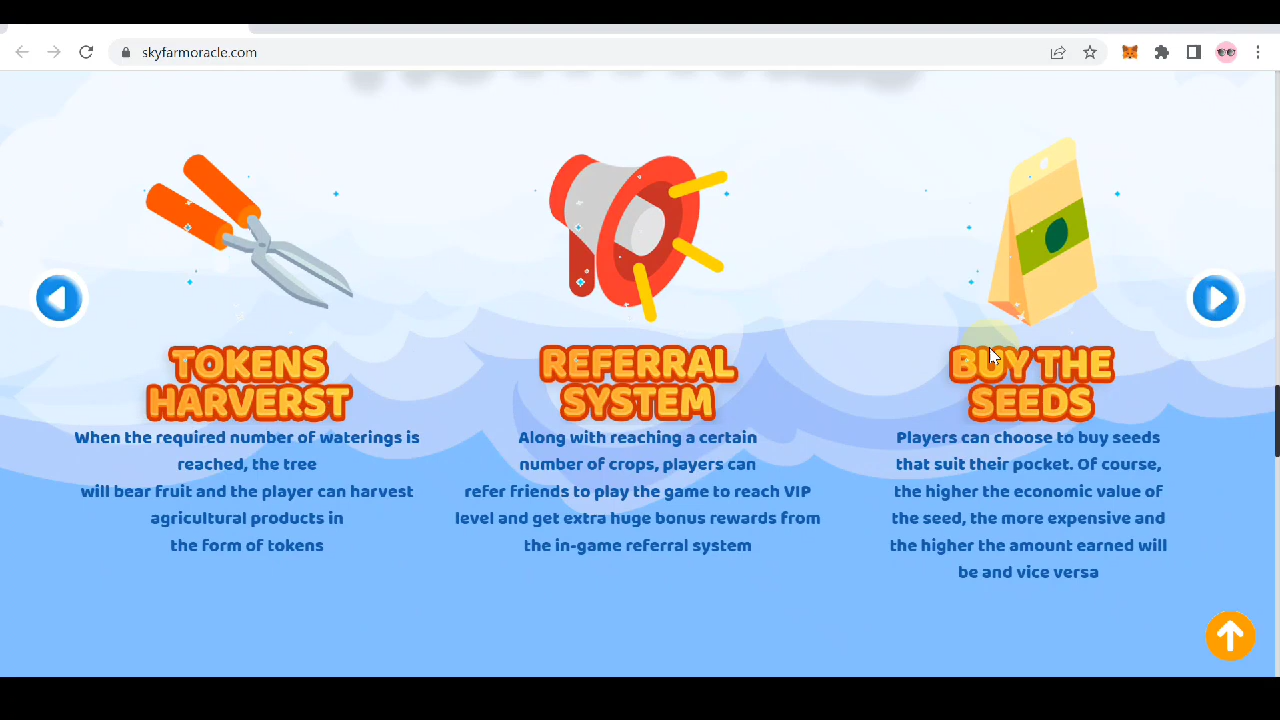 skyfarmoracle.com
TOKENS
HARVERST
When the required number of waterings is
reached, the tree
will bear fruit and the player can harvest
agricultural products in
the form of tokens
REFERRAL
SYSTEM
Along with reaching a certain
number of crops, players can
refer friends to play the game to reach VIP
level and get extra huge bonus rewards from
the in-game referral system
BUY THE
SEEDS
Players can choose to buy seeds
that suit their pocket. Of course,
the higher the economic value of
the seed, the more expensive and
the higher the amount earned will
be and vice versa